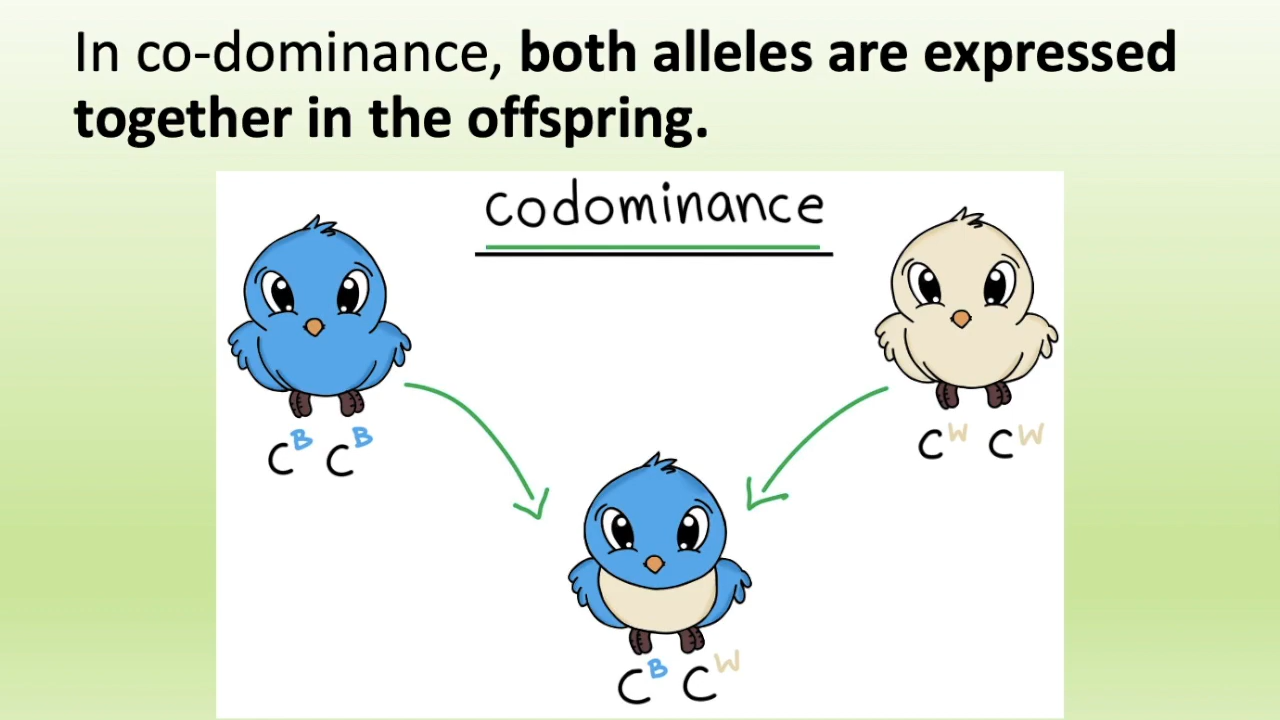 In co-dominance, both alleles are expressed
together in the offspring.
codominance
C^B C^B
C^W C^W
C^B C^W